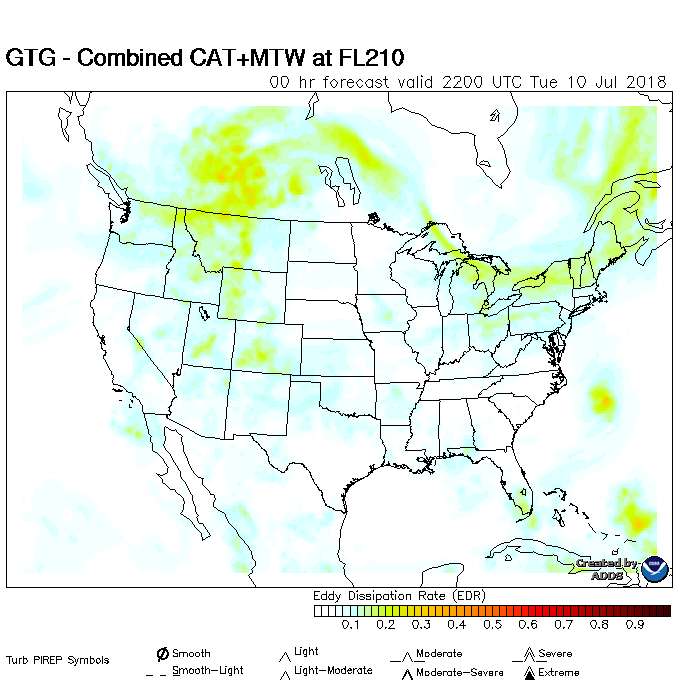 GTG - Combined CAT+MTW at FL210
00 hr forecast valid 2200 UTC Tue 10 Jul 2018
Created by
ADDS
Eddy Dissipation Rate (EDR)
0.1 0.2 0.3 0.4 0.5 0.6 0.7 0.8 0.9
Turb PIREP Symbols
Smooth Light Moderate Severe
Smooth-Light Light-Moderate Moderate-Severe Extreme